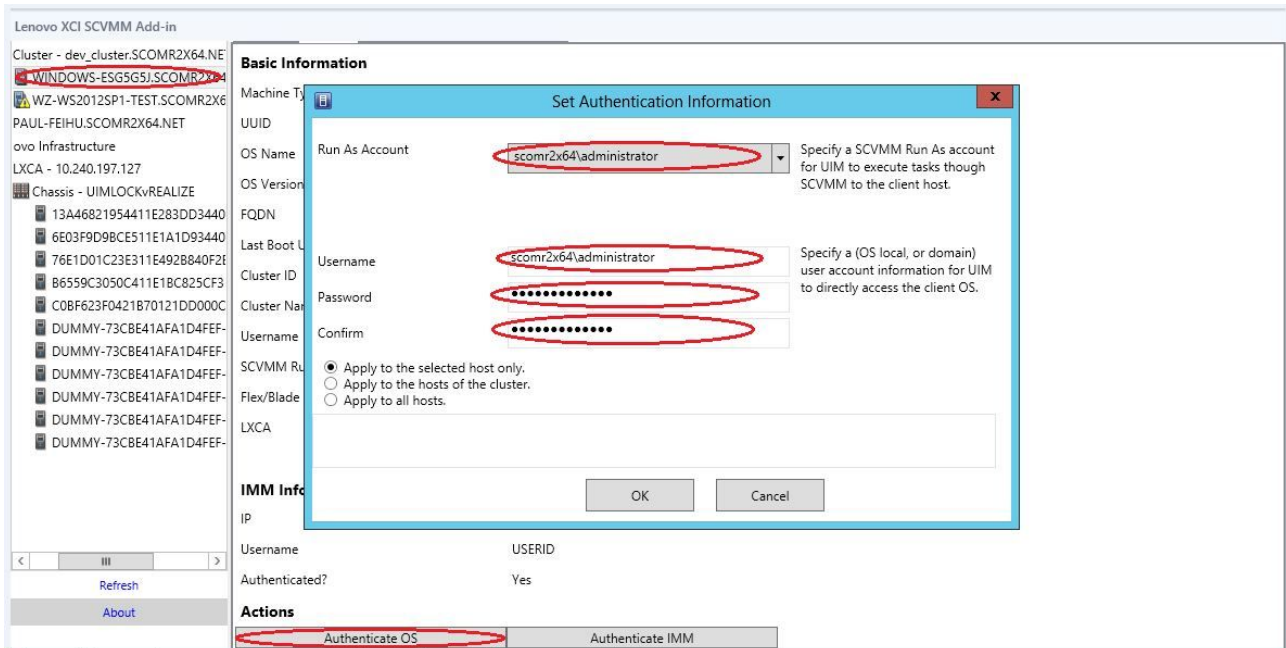 Lenovo XCI SCVMM Add-in
Cluster - dev_cluster.SCOMR2X64.NE
WINDOWS-ESG5G5J.SCOMR2X64
WZ-WS2012SP1-TEST.SCOMR2X6
PAUL-FEIHU.SCOMR2X64.NET
ovo Infrastructure
LXCA - 10.240.197.127
Chassis - UIMLOCKvREALIZE
13A46821954411E283DD3440
6E03F9D9BCE511E1A1D93440
76E1D01C23E311E492B840F2E
B6559C3050C411E1BC825CF3
C0BF623F0421B70121DD000C
DUMMY-73CBE41AFA1D4FEF-
DUMMY-73CBE41AFA1D4FEF-
DUMMY-73CBE41AFA1D4FEF-
DUMMY-73CBE41AFA1D4FEF-
DUMMY-73CBE41AFA1D4FEF-
DUMMY-73CBE41AFA1D4FEF-
Refresh
About
Basic Information
Machine Ty
UUID
OS Name
OS Version
FQDN
Last Boot U
Cluster ID
Cluster Nar
Username
SCVMM Ru
Flex/Blade
LXCA
IMM Info
IP
Username USERID
Authenticated? Yes
Actions
Authenticate OS Authenticate IMM
Set Authentication Information
x
Run As Account scomr2x64\administrator
Specify a SCVMM Run As account
for UIM to execute tasks though
SCVMM to the client host.
Username scomr2x64\administrator
Specify a (OS local, or domain)
user account information for UIM
to directly access the client OS.
Password •••••••••••••
Confirm •••••••••••••
Apply to the selected host only.
Apply to the hosts of the cluster.
Apply to all hosts.
OK Cancel